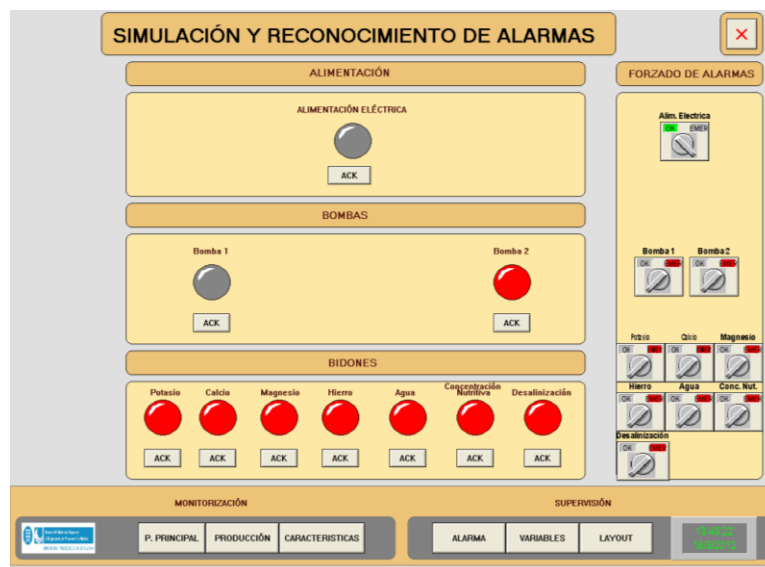 SIMULACIÓN Y RECONOCIMIENTO DE ALARMAS
ALIMENTACIÓN
FORZADO DE ALARMAS
ALIMENTACIÓN ELÉCTRICA
ACK
Alim. Electrica
OK EMER
BOMBAS
Bomba 1 Bomba 2
ACK ACK
Bomba 1 Bomba2
OK OK
BIDONES
Potasio Calcio Magnesio Hierro Agua Concentración Nutritiva Desalinización
ACK ACK ACK ACK ACK ACK ACK
Potasio Calcio Magnesio
OK OK OK
Hierro Agua Conc. Nut.
OK OK OK
Desalinización
OK
MONITORIZACIÓN SUPERVISIÓN
P. PRINCIPAL PRODUCCIÓN CARACTERISTICAS ALARMA VARIABLES LAYOUT